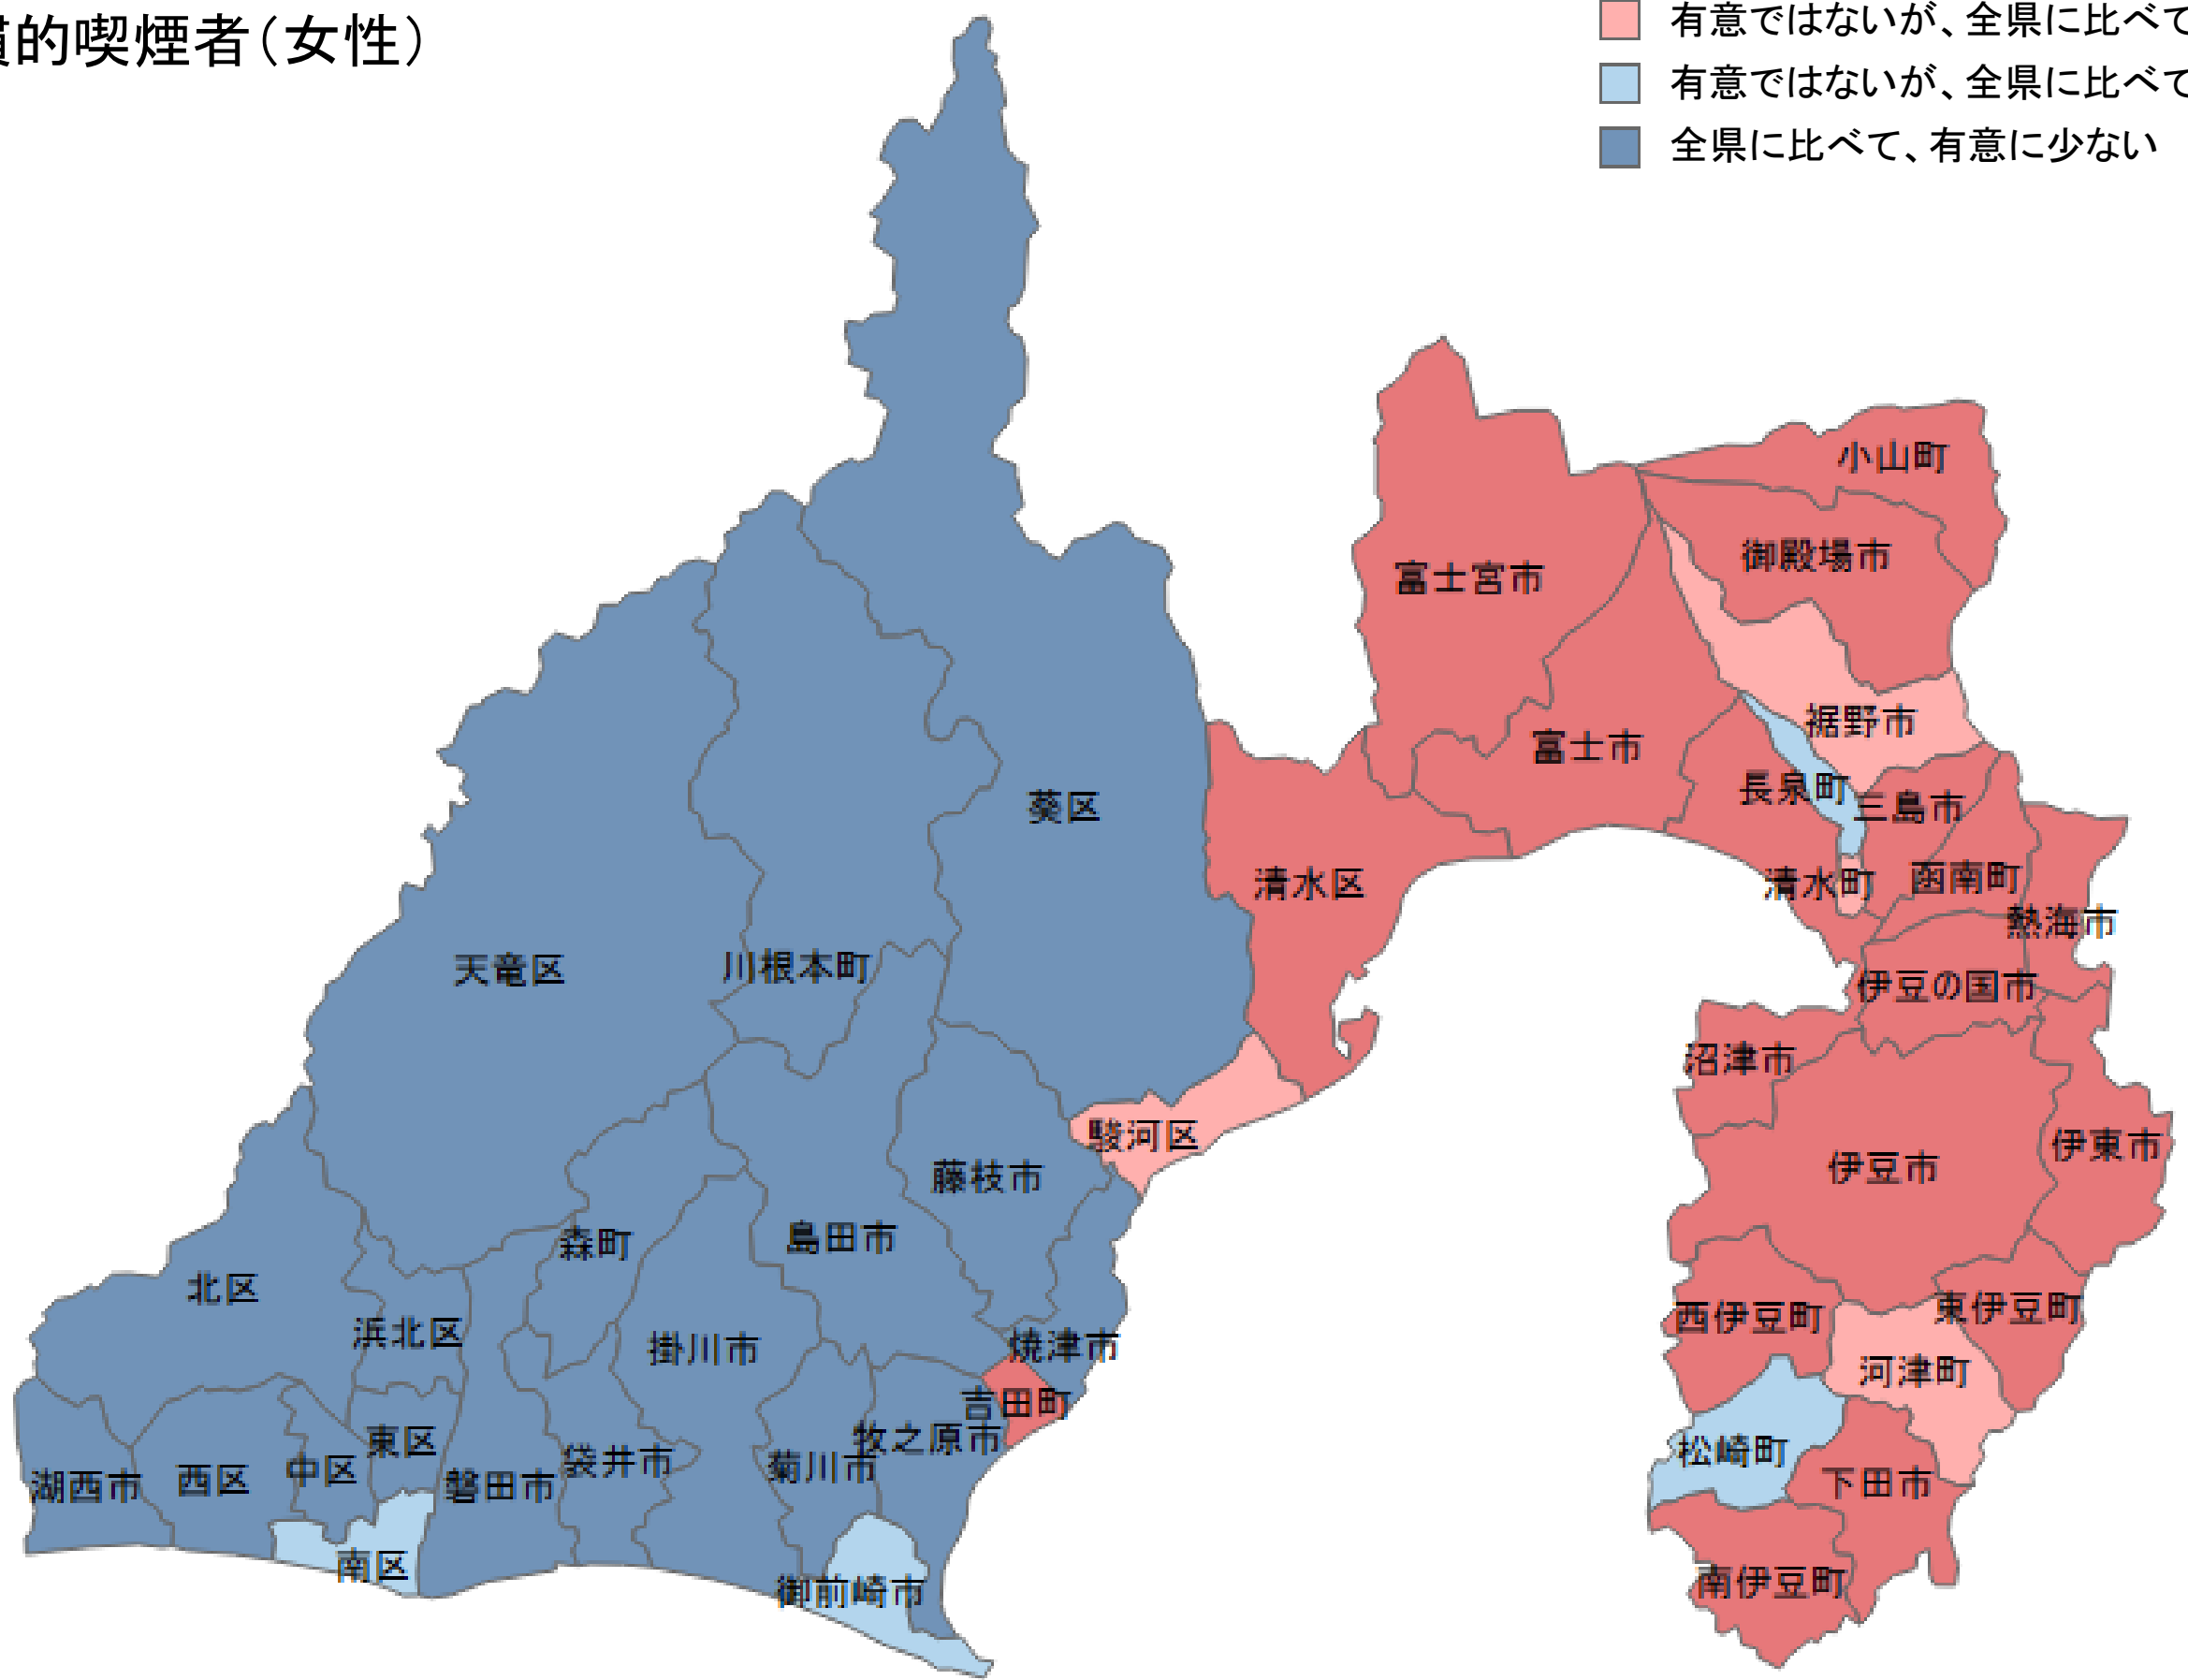 慣的喫煙者（女性）
有意ではないが、全県に比べて
有意ではないが、全県に比べて
全県に比べて、有意に少ない
小山町
御殿場市
富士宮市
裾野市
富士市
長泉町
三島市
葵区
清水区
清水町
函南町
熱海市
天竜区
川根本町
伊豆の国市
沼津市
駿河区
伊東市
伊豆市
藤枝市
島田市
森町
北区
浜北区
西伊豆町
東伊豆町
掛川市
焼津市
河津町
吉田町
牧之原市
東区
松崎町
中区
西区
湖西市
磐田市
袋井市
菊川市
下田市
南区
御前崎市
南伊豆町